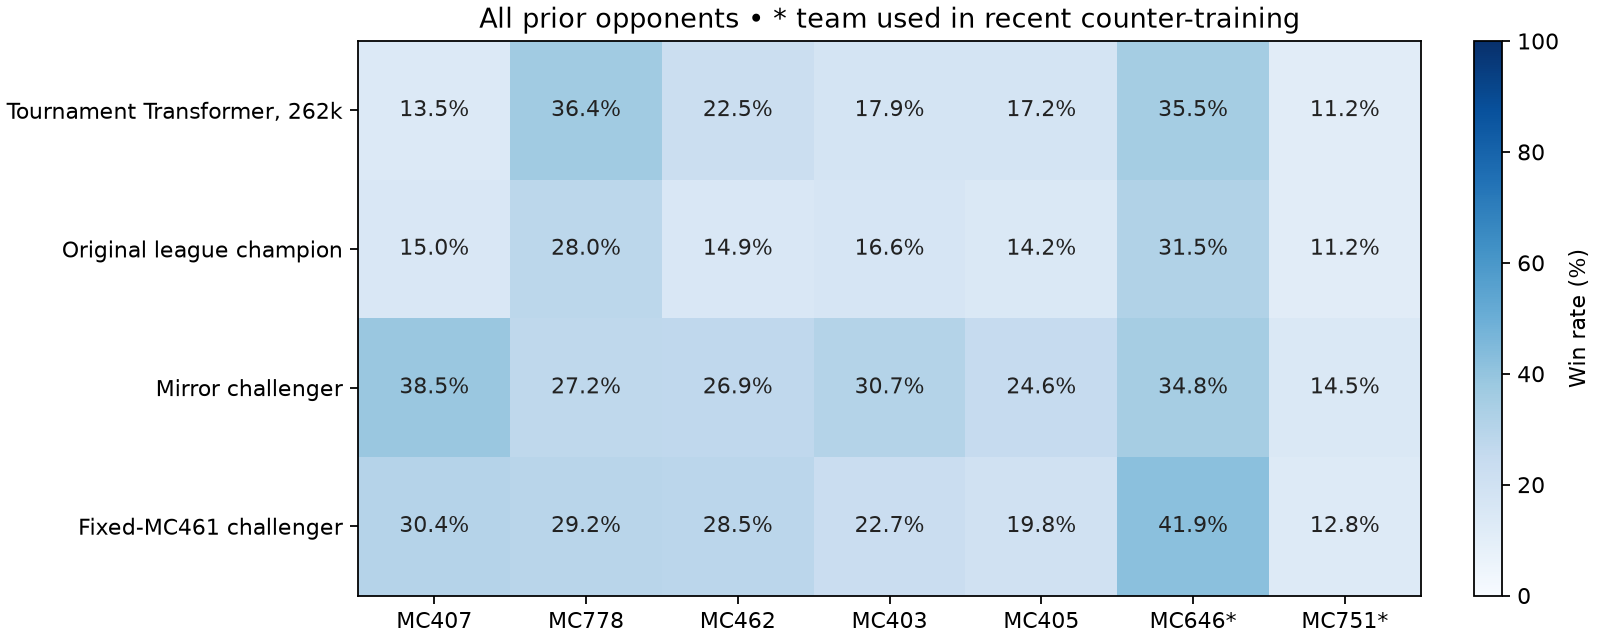 All prior opponents • * team used in recent counter-training
Tournament Transformer, 262k 13.5% 36.4% 22.5% 17.9% 17.2% 35.5% 11.2%
Original league champion 15.0% 28.0% 14.9% 16.6% 14.2% 31.5% 11.2%
Mirror challenger 38.5% 27.2% 26.9% 30.7% 24.6% 34.8% 14.5%
Fixed-MC461 challenger 30.4% 29.2% 28.5% 22.7% 19.8% 41.9% 12.8%
MC407 MC778 MC462 MC403 MC405 MC646* MC751*
100
80
60
40
20
0
Win rate (%)